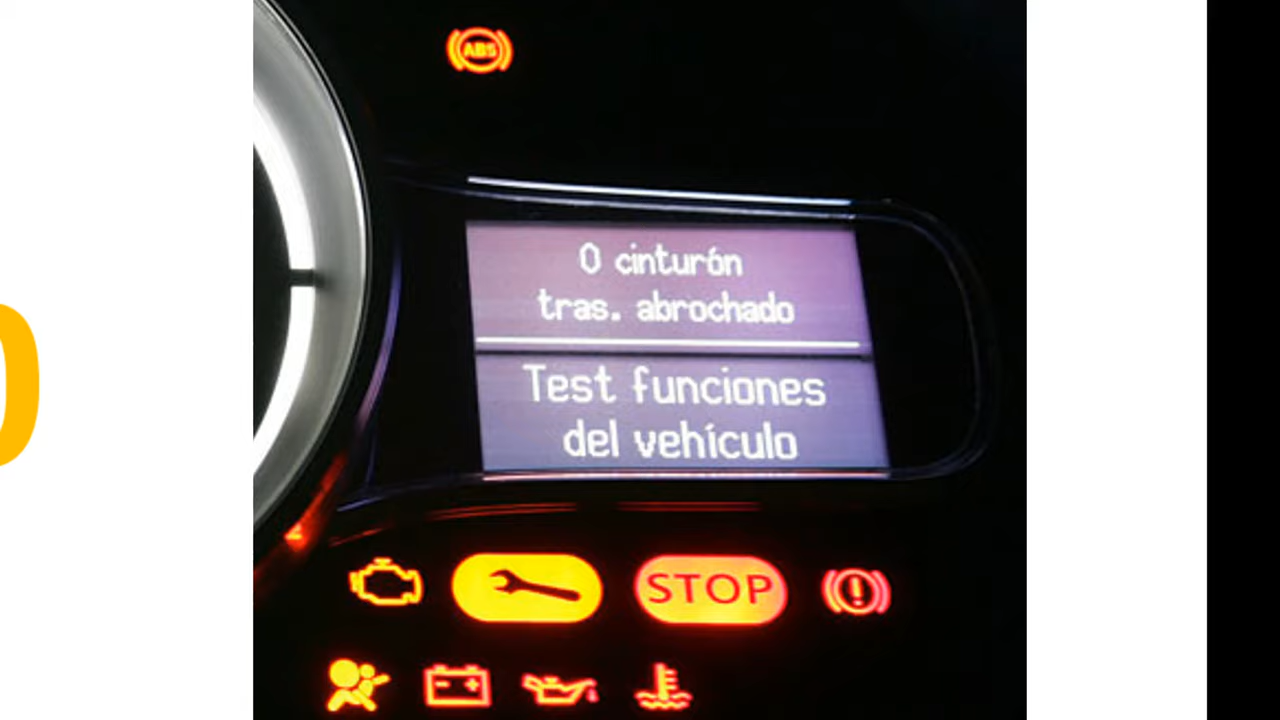 ABS
0 cinturón
tras. abrochado
Test funciones
del vehículo
STOP